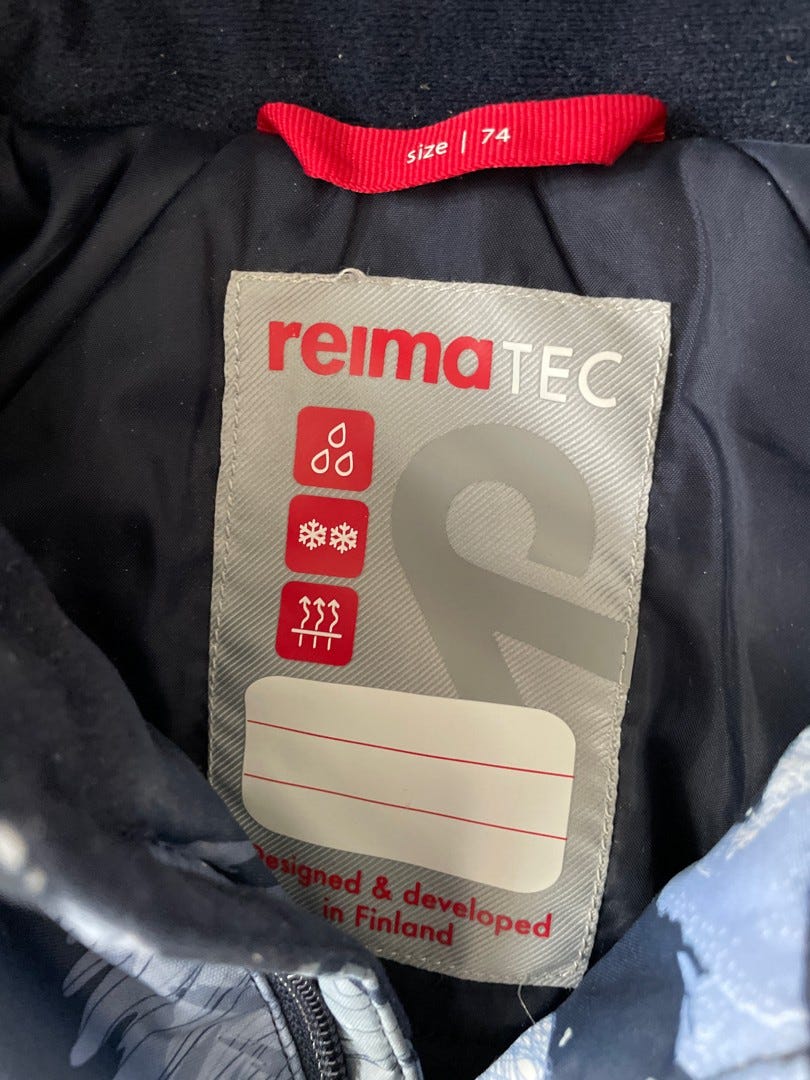 size | 74
reimaTEC
Designed & developed
in Finland